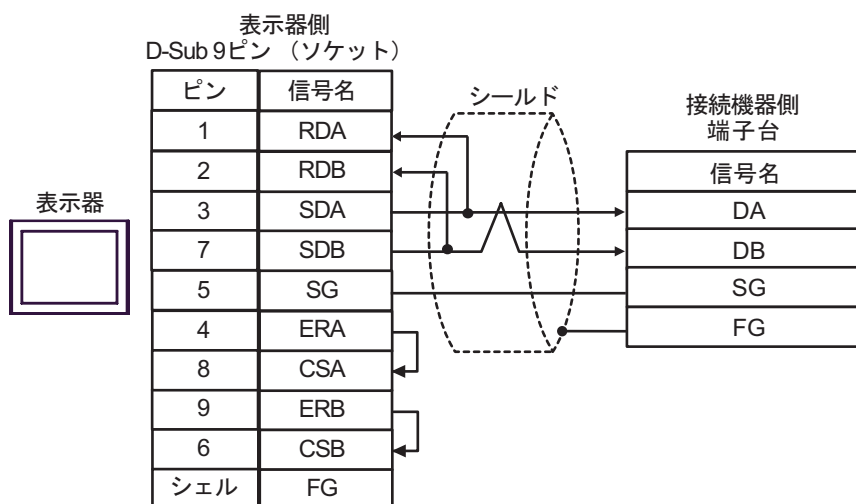 表示器側
D-Sub 9ピン （ソケット）
ピン 信号名
1 RDA
2 RDB
3 SDA
7 SDB
5 SG
4 ERA
8 CSA
9 ERB
6 CSB
シェル FG
表示器
シールド
接続機器側
端子台
信号名
DA
DB
SG
FG